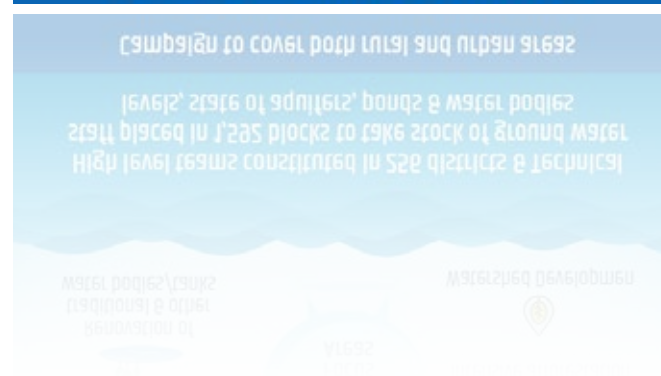 Areas
Renovation of
traditional & other
water bodies/tanks
Watershed Developmen
High level teams constituted in 256 districts & Technical
staff placed in 1,592 blocks to take stock of ground water
levels, state of aquifers, ponds & water bodies
Campaign to cover both rural and urban areas